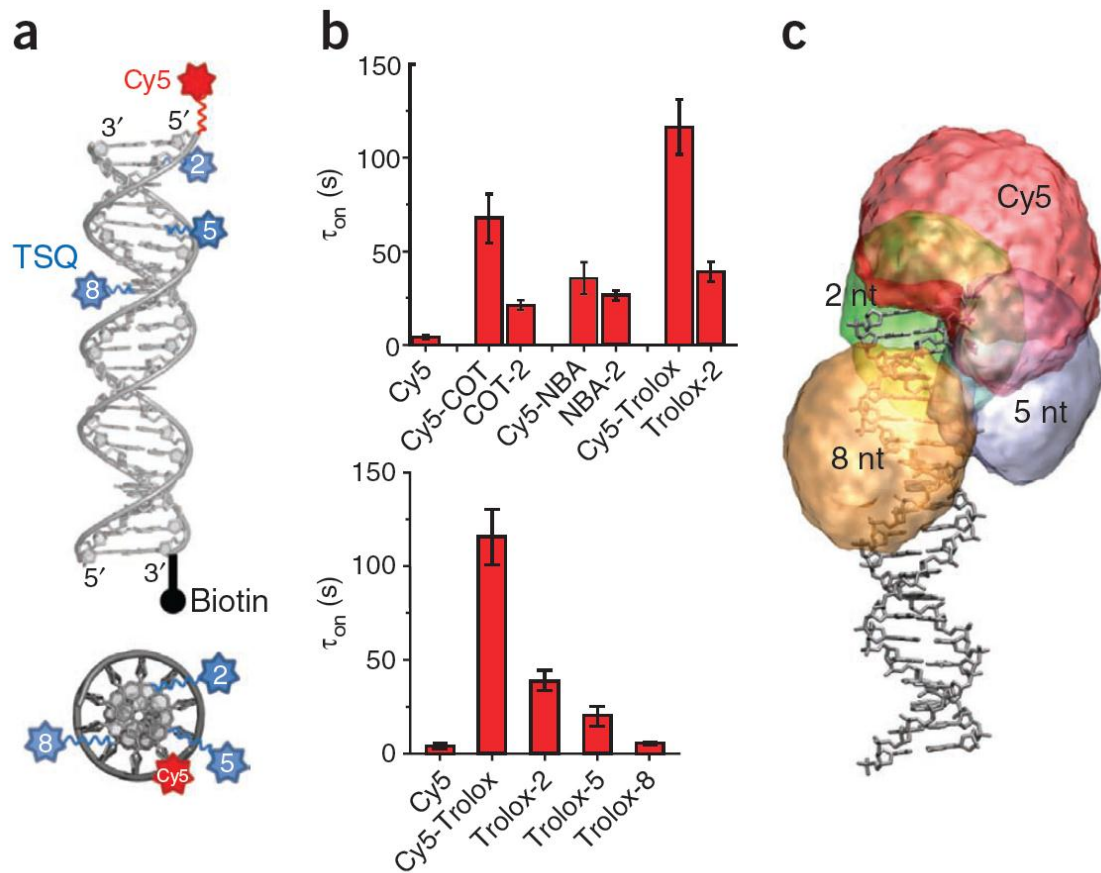 a
Cy5
3′ 5′
2
5
TSQ
8
5′ 3′
Biotin
2
8
5
Cy5
b
150
100
50
0
τon (s)
Cy5
Cy5-COT
COT-2
Cy5-NBA
NBA-2
Cy5-Trolox
Trolox-2
150
100
50
0
τon (s)
Cy5
Cy5-Trolox
Trolox-2
Trolox-5
Trolox-8
c
Cy5
2 nt
5 nt
8 nt